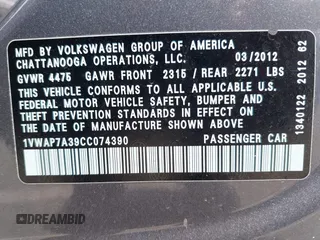 MFD BY VOLKSWAGEN GROUP OF AMERICA
CHATTANOOGA OPERATIONS, LLC. 03/2012
GVWR 4475 GAWR FRONT 2315 / REAR 2271 LBS
THIS VEHICLE CONFORMS TO ALL APPLICABLE U.S.
FEDERAL MOTOR VEHICLE SAFETY, BUMPER AND
THEFT PREVENTION STANDARDS IN EFFECT ON THE
DATE OF MANUFACTURE SHOWN ABOVE.
1VWAP7A39CC074390 PASSENGER CAR
1340122 2012 62
DREAMBID